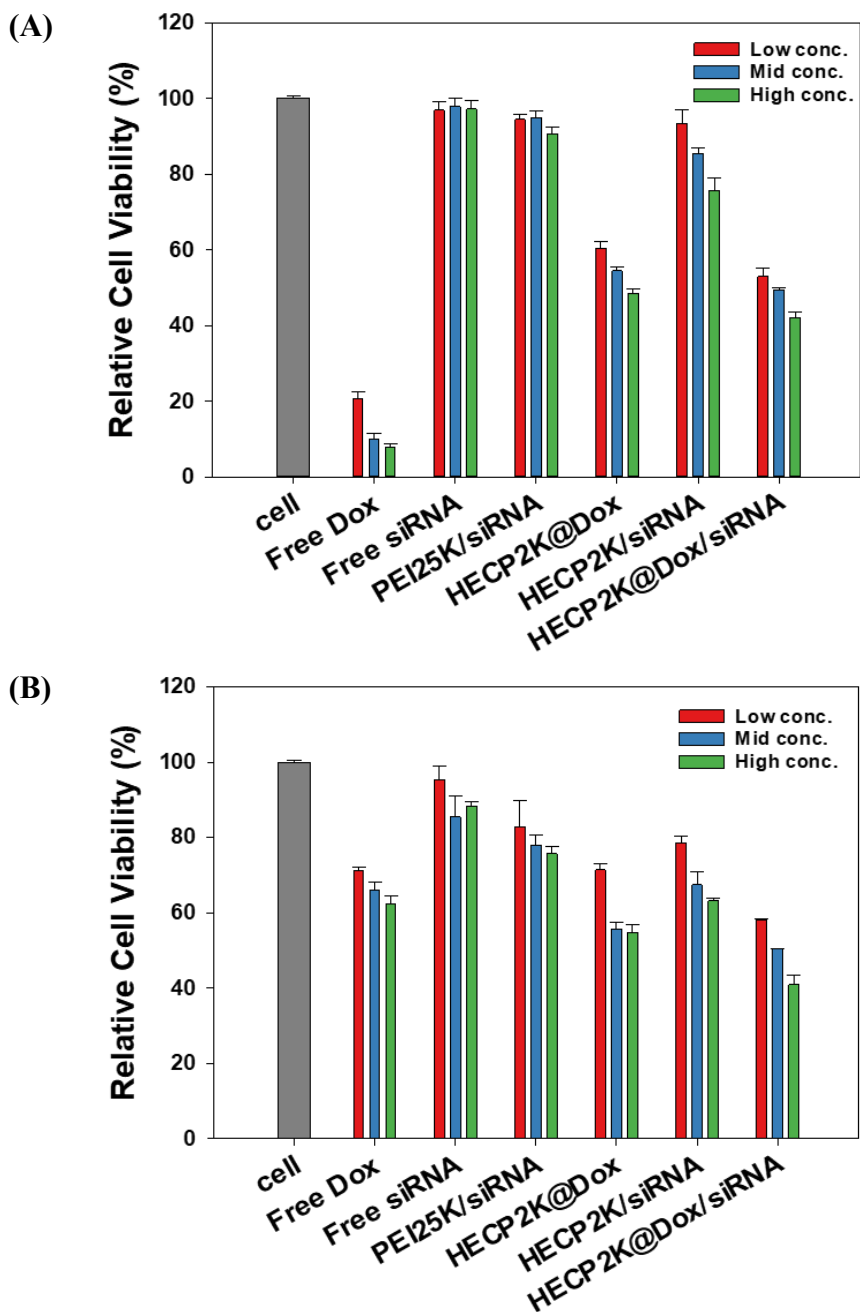 (A)
Relative Cell Viability (%)
120
100
80
60
40
20
0
Low conc.
Mid conc.
High conc.
cell
Free Dox
Free siRNA
PEI25K/siRNA
HECP2K@Dox
HECP2K/siRNA
HECP2K@Dox/siRNA
(B)
Relative Cell Viability (%)
120
100
80
60
40
20
0
Low conc.
Mid conc.
High conc.
cell
Free Dox
Free siRNA
PEI25K/siRNA
HECP2K@Dox
HECP2K/siRNA
HECP2K@Dox/siRNA